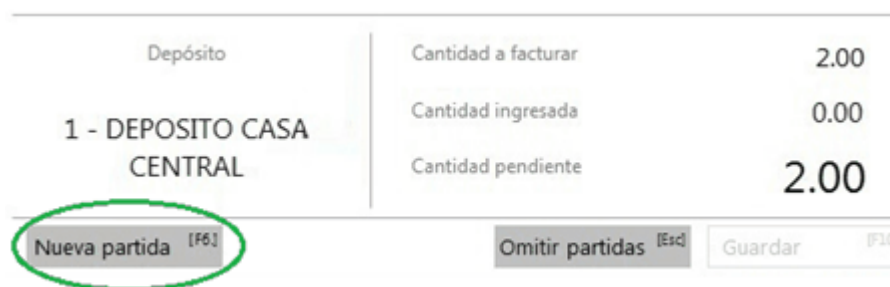 Depósito
1 - DEPOSITO CASA
CENTRAL
Cantidad a facturar 2.00
Cantidad ingresada 0.00
Cantidad pendiente 2.00
Nueva partida [F6] Omitir partidas [Esc] Guardar